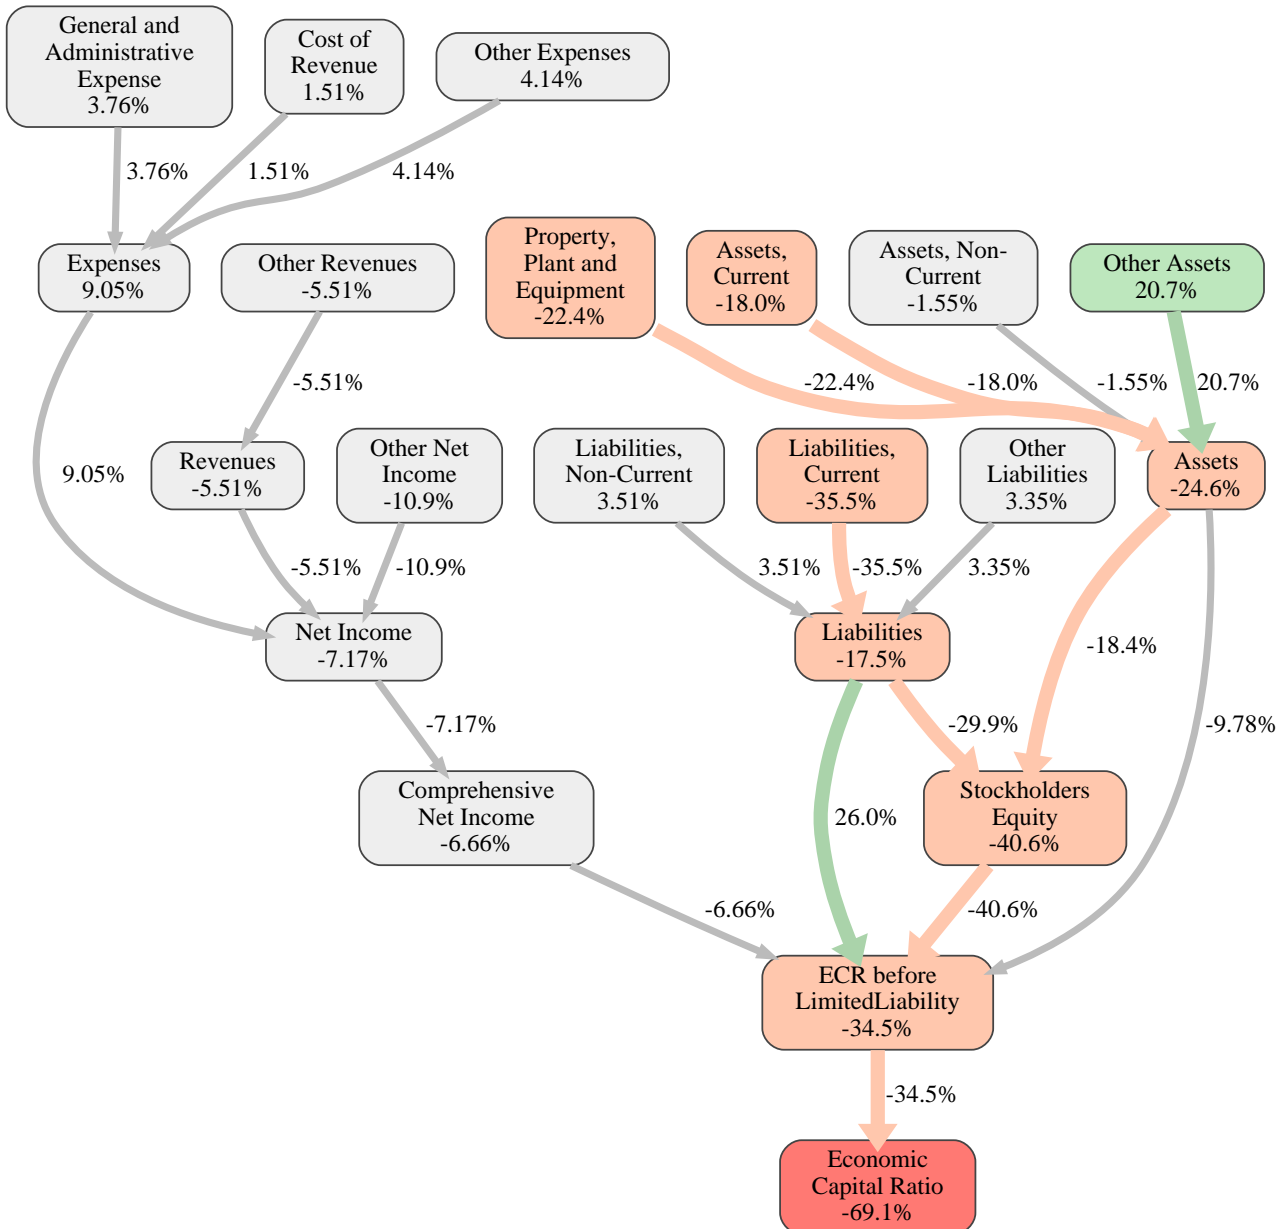 General and
Administrative
Expense
3.76%
Cost of
Revenue
1.51%
Other Expenses
4.14%
3.76%
1.51%
4.14%
Expenses
9.05%
Other Revenues
-5.51%
Property,
Plant and
Equipment
-22.4%
Assets,
Current
-18.0%
Assets, Non-
Current
-1.55%
Other Assets
20.7%
-5.51%
-22.4%
-18.0%
-1.55%
20.7%
9.05%
Revenues
-5.51%
Other Net
Income
-10.9%
Liabilities,
Non-Current
3.51%
Liabilities,
Current
-35.5%
Other
Liabilities
3.35%
Assets
-24.6%
-5.51%
-10.9%
3.51%
-35.5%
3.35%
Net Income
-7.17%
Liabilities
-17.5%
-18.4%
-7.17%
-29.9%
-9.78%
Comprehensive
Net Income
-6.66%
26.0%
Stockholders
Equity
-40.6%
-6.66%
-40.6%
ECR before
LimitedLiability
-34.5%
-34.5%
Economic
Capital Ratio
-69.1%